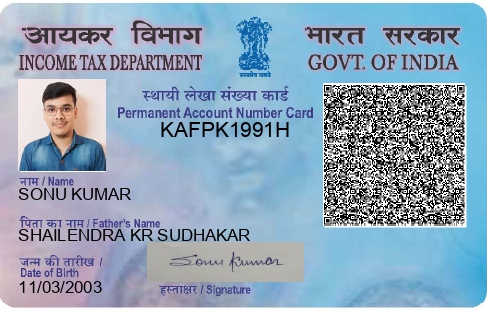 आयकर विभाग
INCOME TAX DEPARTMENT
सत्यमेव जयते
भारत सरकार
GOVT. OF INDIA
स्थायी लेखा संख्या कार्ड
Permanent Account Number Card
KAFPK1991H
नाम / Name
SONU KUMAR
पिता का नाम / Father's Name
SHAILENDRA KR SUDHAKAR
जन्म की तारीख /
Date of Birth
11/03/2003
Sonu Kumar
हस्ताक्षर / Signature